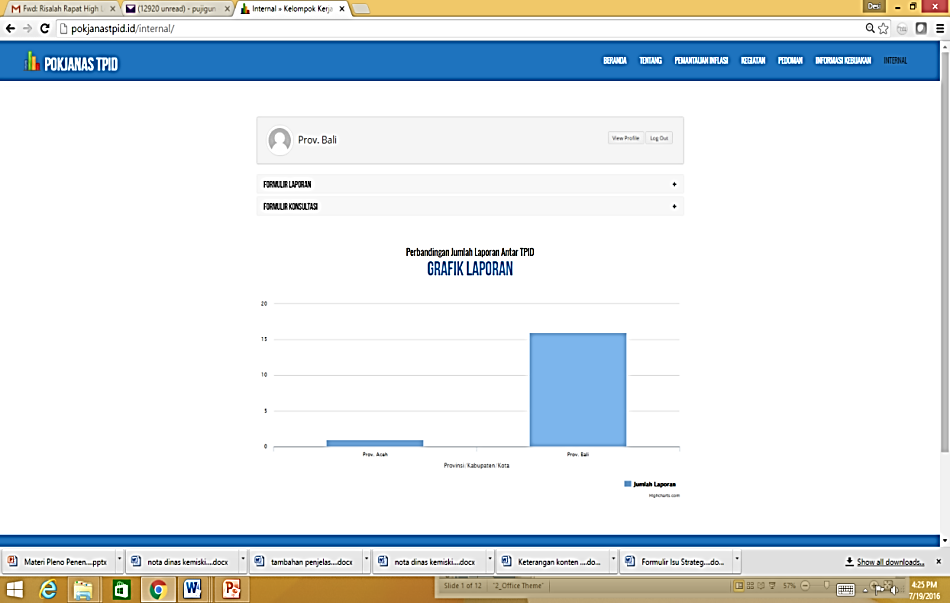 Fwd: Risalah Rapat High L
(12920 unread) - pujigun
Internal » Kelompok Kerja
Des
pokjanastpid.id/internal/
POKJANAS TPID
BERANDA TENTANG PEMANTAUAN INFLASI KEGIATAN PEDOMAN INFORMASI KEBIJAKAN INTERNAL
Prov. Bali
View Profile Log Out
FORMULIR LAPORAN +
FORMULIR KONSULTASI +
Perbandingan Jumlah Laporan Antar TPID
GRAFIK LAPORAN
20
15
10
5
0
Prov. Aceh Prov. Bali
Provinsi/Kabupaten/Kota
Jumlah Laporan
Highcharts.com
Materi Pleno Penen....pptx nota dinas kemiski...docx tambahan penjelas....docx nota dinas kemiski...docx Keterangan konten ....do... Formulir Isu Strateg....do... Show all downloads...
Slide 1 of 12 "2_Office Theme" 57%
4:25 PM
7/19/2016